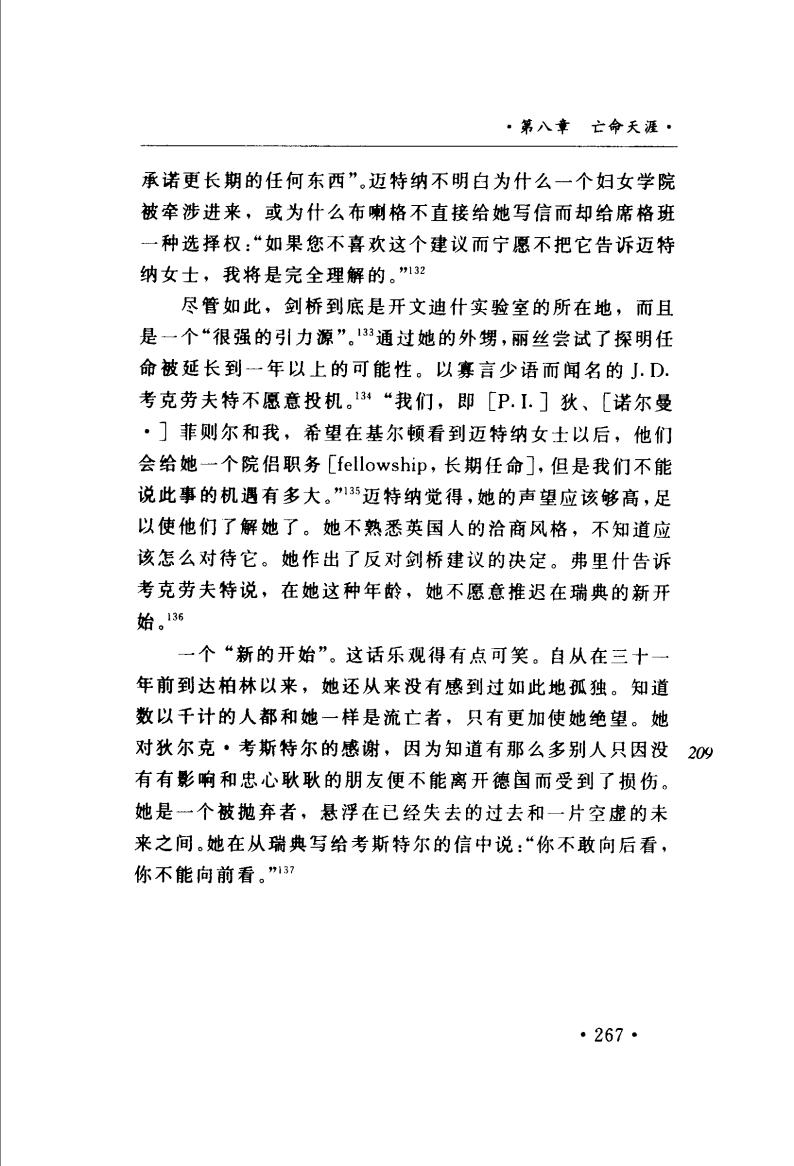 ·第八章 亡命天涯·
承诺更长期的任何东西”。迈特纳不明白为什么一个妇女学院
被牵涉进来，或为什么布喇格不直接给她写信而却给席格班
一种选择权：“如果您不喜欢这个建议而宁愿不把它告诉迈特
纳女士，我将是完全理解的。”132
尽管如此，剑桥到底是开文迪什实验室的所在地，而且
是一个“很强的引力源”。133通过她的外甥，丽丝尝试了探明任
命被延长到一年以上的可能性。以寡言少语而闻名的 J.D.
考克劳夫特不愿意投机。134 “我们，即［P.I.］狄、［诺尔曼
·］菲则尔和我，希望在基尔顿看到迈特纳女士以后，他们
会给她一个院侣职务［fellowship，长期任命］，但是我们不能
说此事的机遇有多大。”135迈特纳觉得，她的声望应该够高，足
以使他们了解她了。她不熟悉英国人的洽商风格，不知道应
该怎么对待它。她作出了反对剑桥建议的决定。弗里什告诉
考克劳夫特说，在她这种年龄，她不愿意推迟在瑞典的新开
始。136
一个“新的开始”。这话乐观得有点可笑。自从在三十一
年前到达柏林以来，她还从来没有感到过如此地孤独。知道
数以千计的人都和她一样是流亡者，只有更加使她绝望。她
对狄尔克·考斯特尔的感谢，因为知道有那么多别人只因没
有有影响和忠心耿耿的朋友便不能离开德国而受到了损伤。
她是一个被抛弃者，悬浮在已经失去的过去和一片空虚的未
来之间。她在从瑞典写给考斯特尔的信中说：“你不敢向后看，
你不能向前看。”137
209
·267·